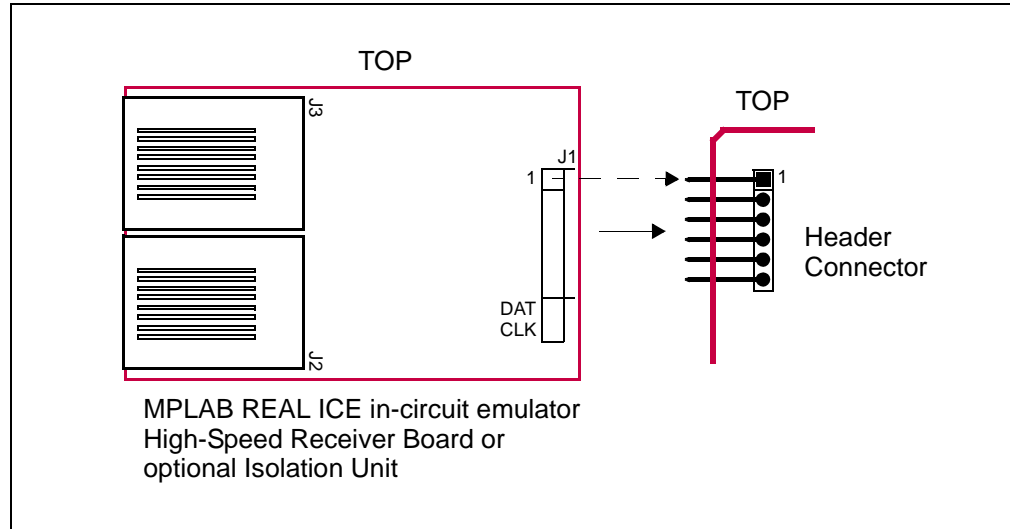 TOP
TOP
J3
J1
1
1
Header
Connector
DAT
CLK
J2
MPLAB REAL ICE in-circuit emulator
High-Speed Receiver Board or
optional Isolation Unit